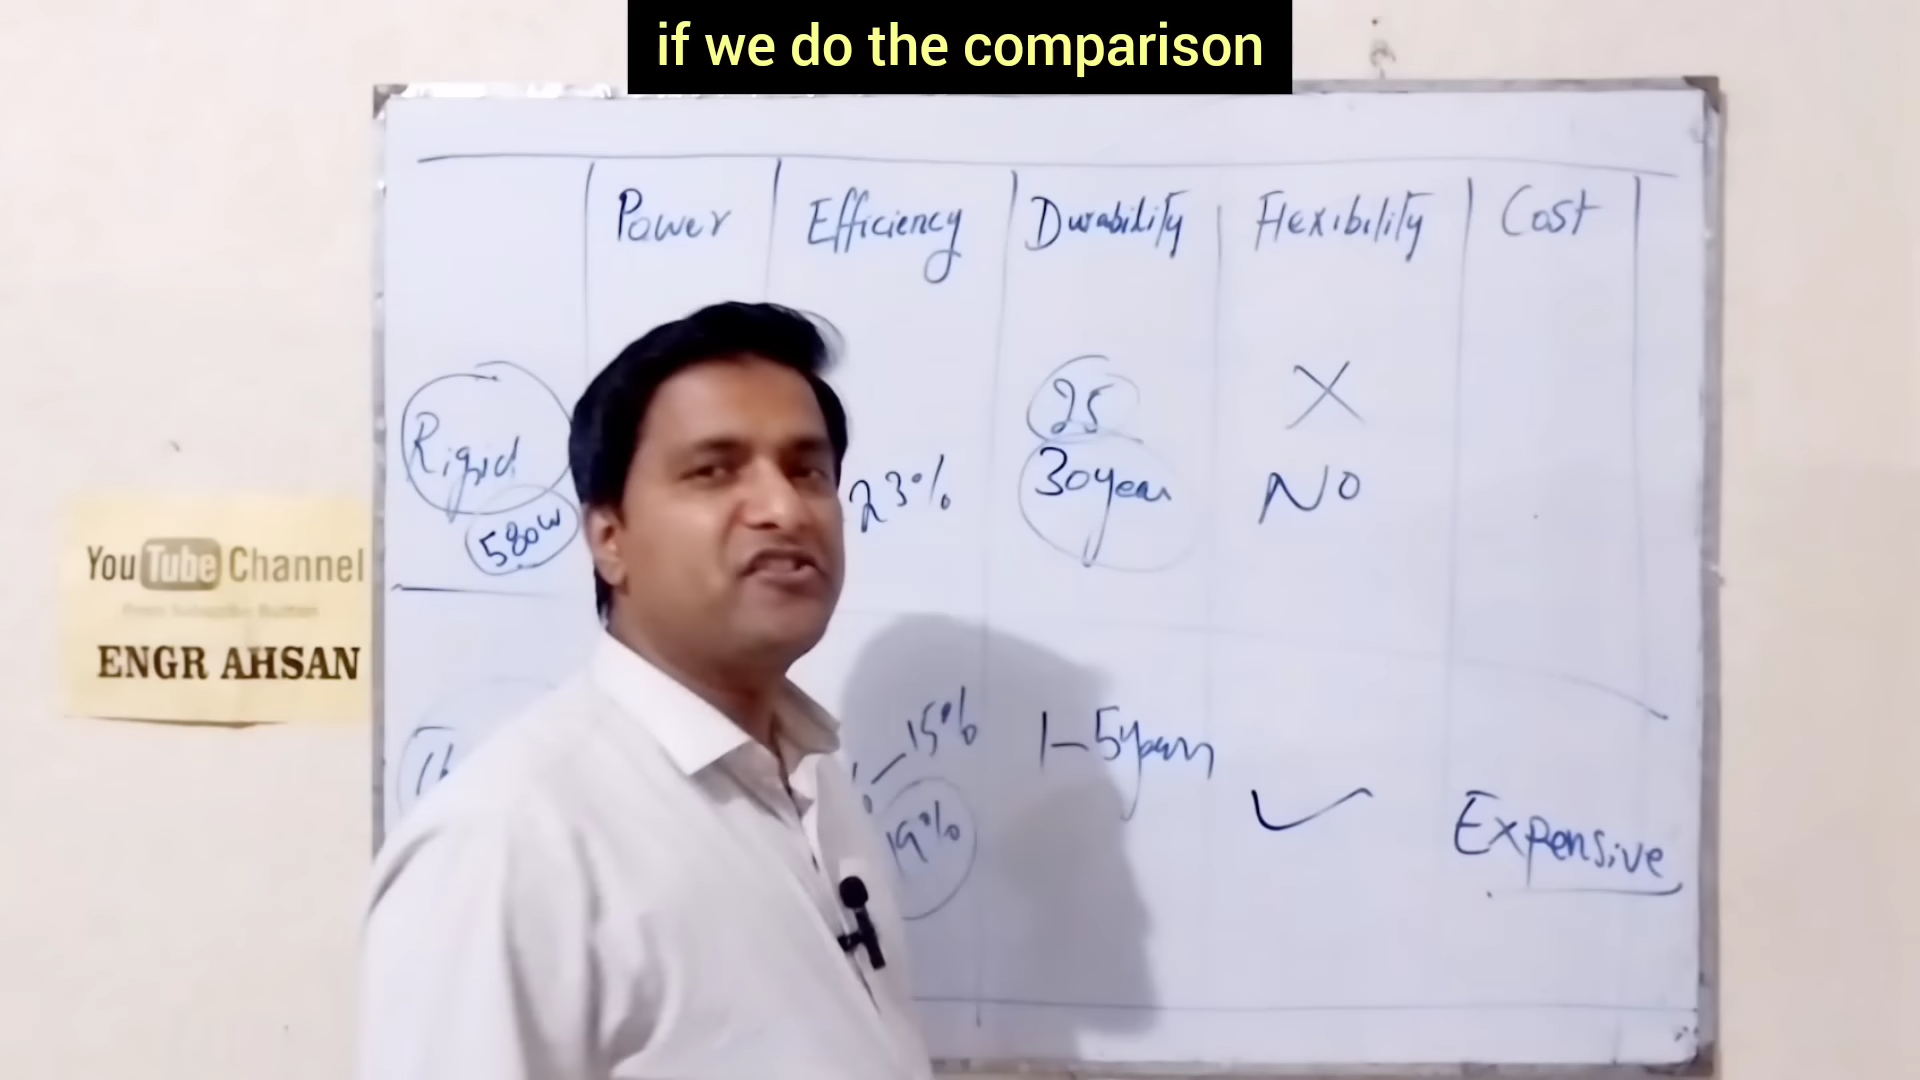 if we do the comparison
Power Efficiency Durability Flexibility Cost
Rigid
580W
23%
25
30year
X
NO
15%
19%
1-5years
Expensive
YouTube Channel
ENGR AHSAN